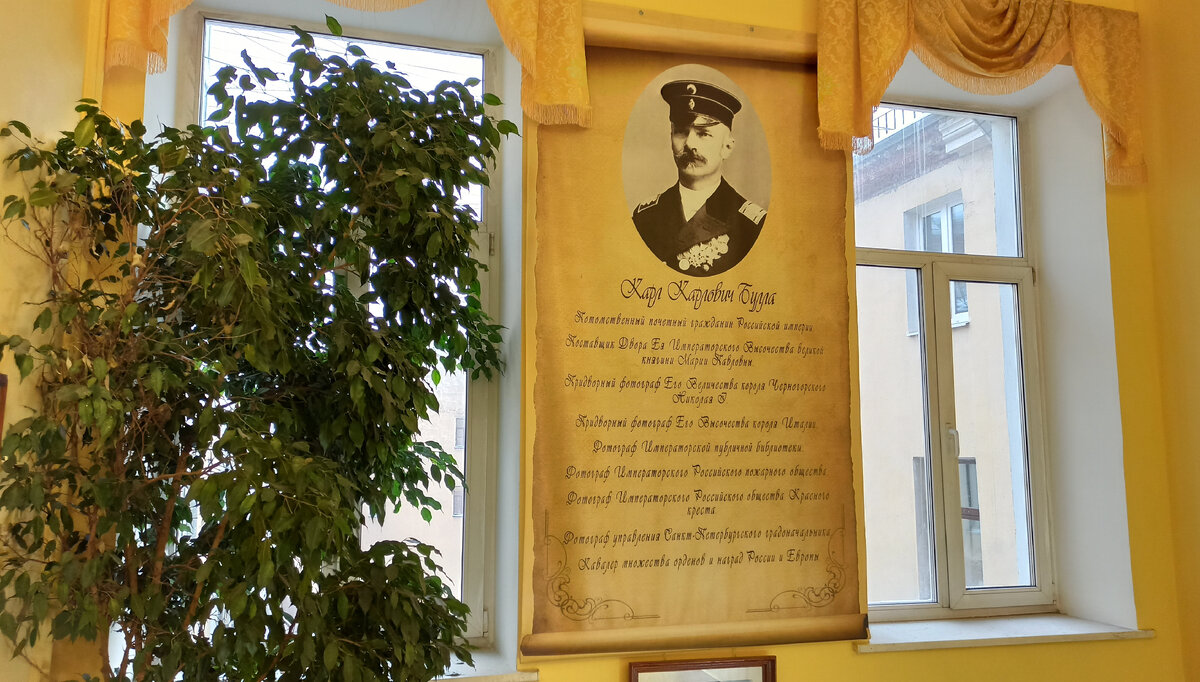 Карл Карлович Булла
Потомственный почетный гражданин Российской империи
Поставщик Двора Ея Императорского Высочества великой
княгини Марии Павловны
Придворный фотограф Его Величества короля Черногорского
Николая I
Придворный фотограф Его Высочества короля Италии
Фотограф Императорской публичной библиотеки
Фотограф Императорского Российского пожарного общества
Фотограф Императорского Российского общества Красного
креста
Фотограф управления Санкт-Петербургского градоначальника
Кавалер множества орденов и наград России и Европы